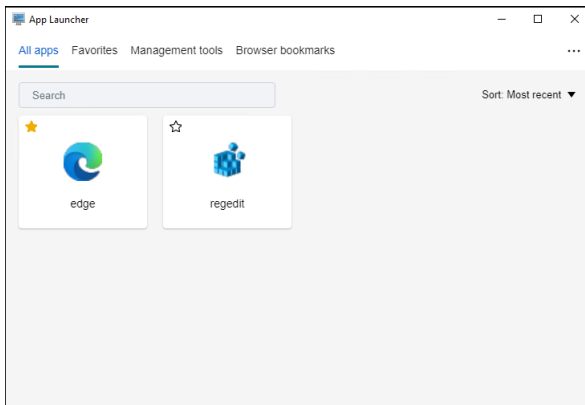 App Launcher
All apps Favorites Management tools Browser bookmarks
Search
Sort: Most recent
edge
regedit